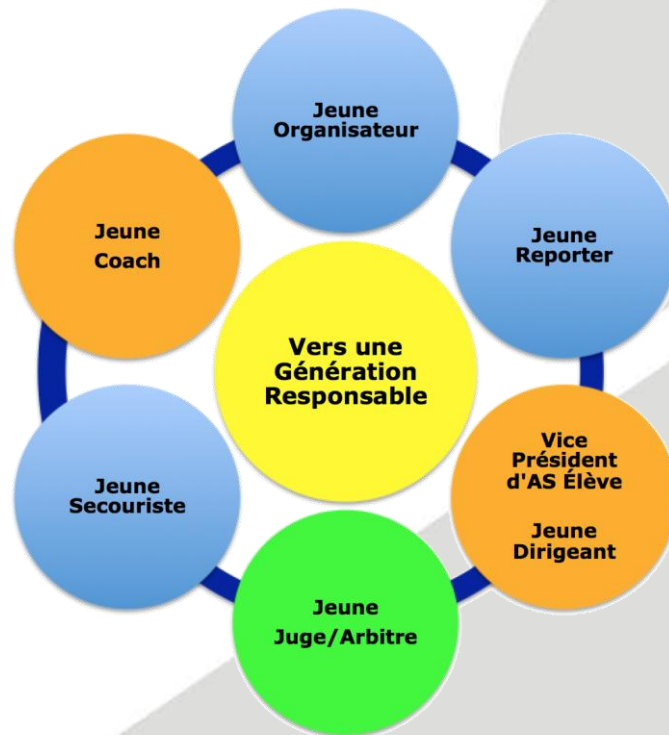 Jeune
Organisateur
Jeune
Reporter
Jeune
Coach
Vers une
Génération
Responsable
Vice
Président
d'AS Élève
Jeune
Dirigeant
Jeune
Secouriste
Jeune
Juge/Arbitre